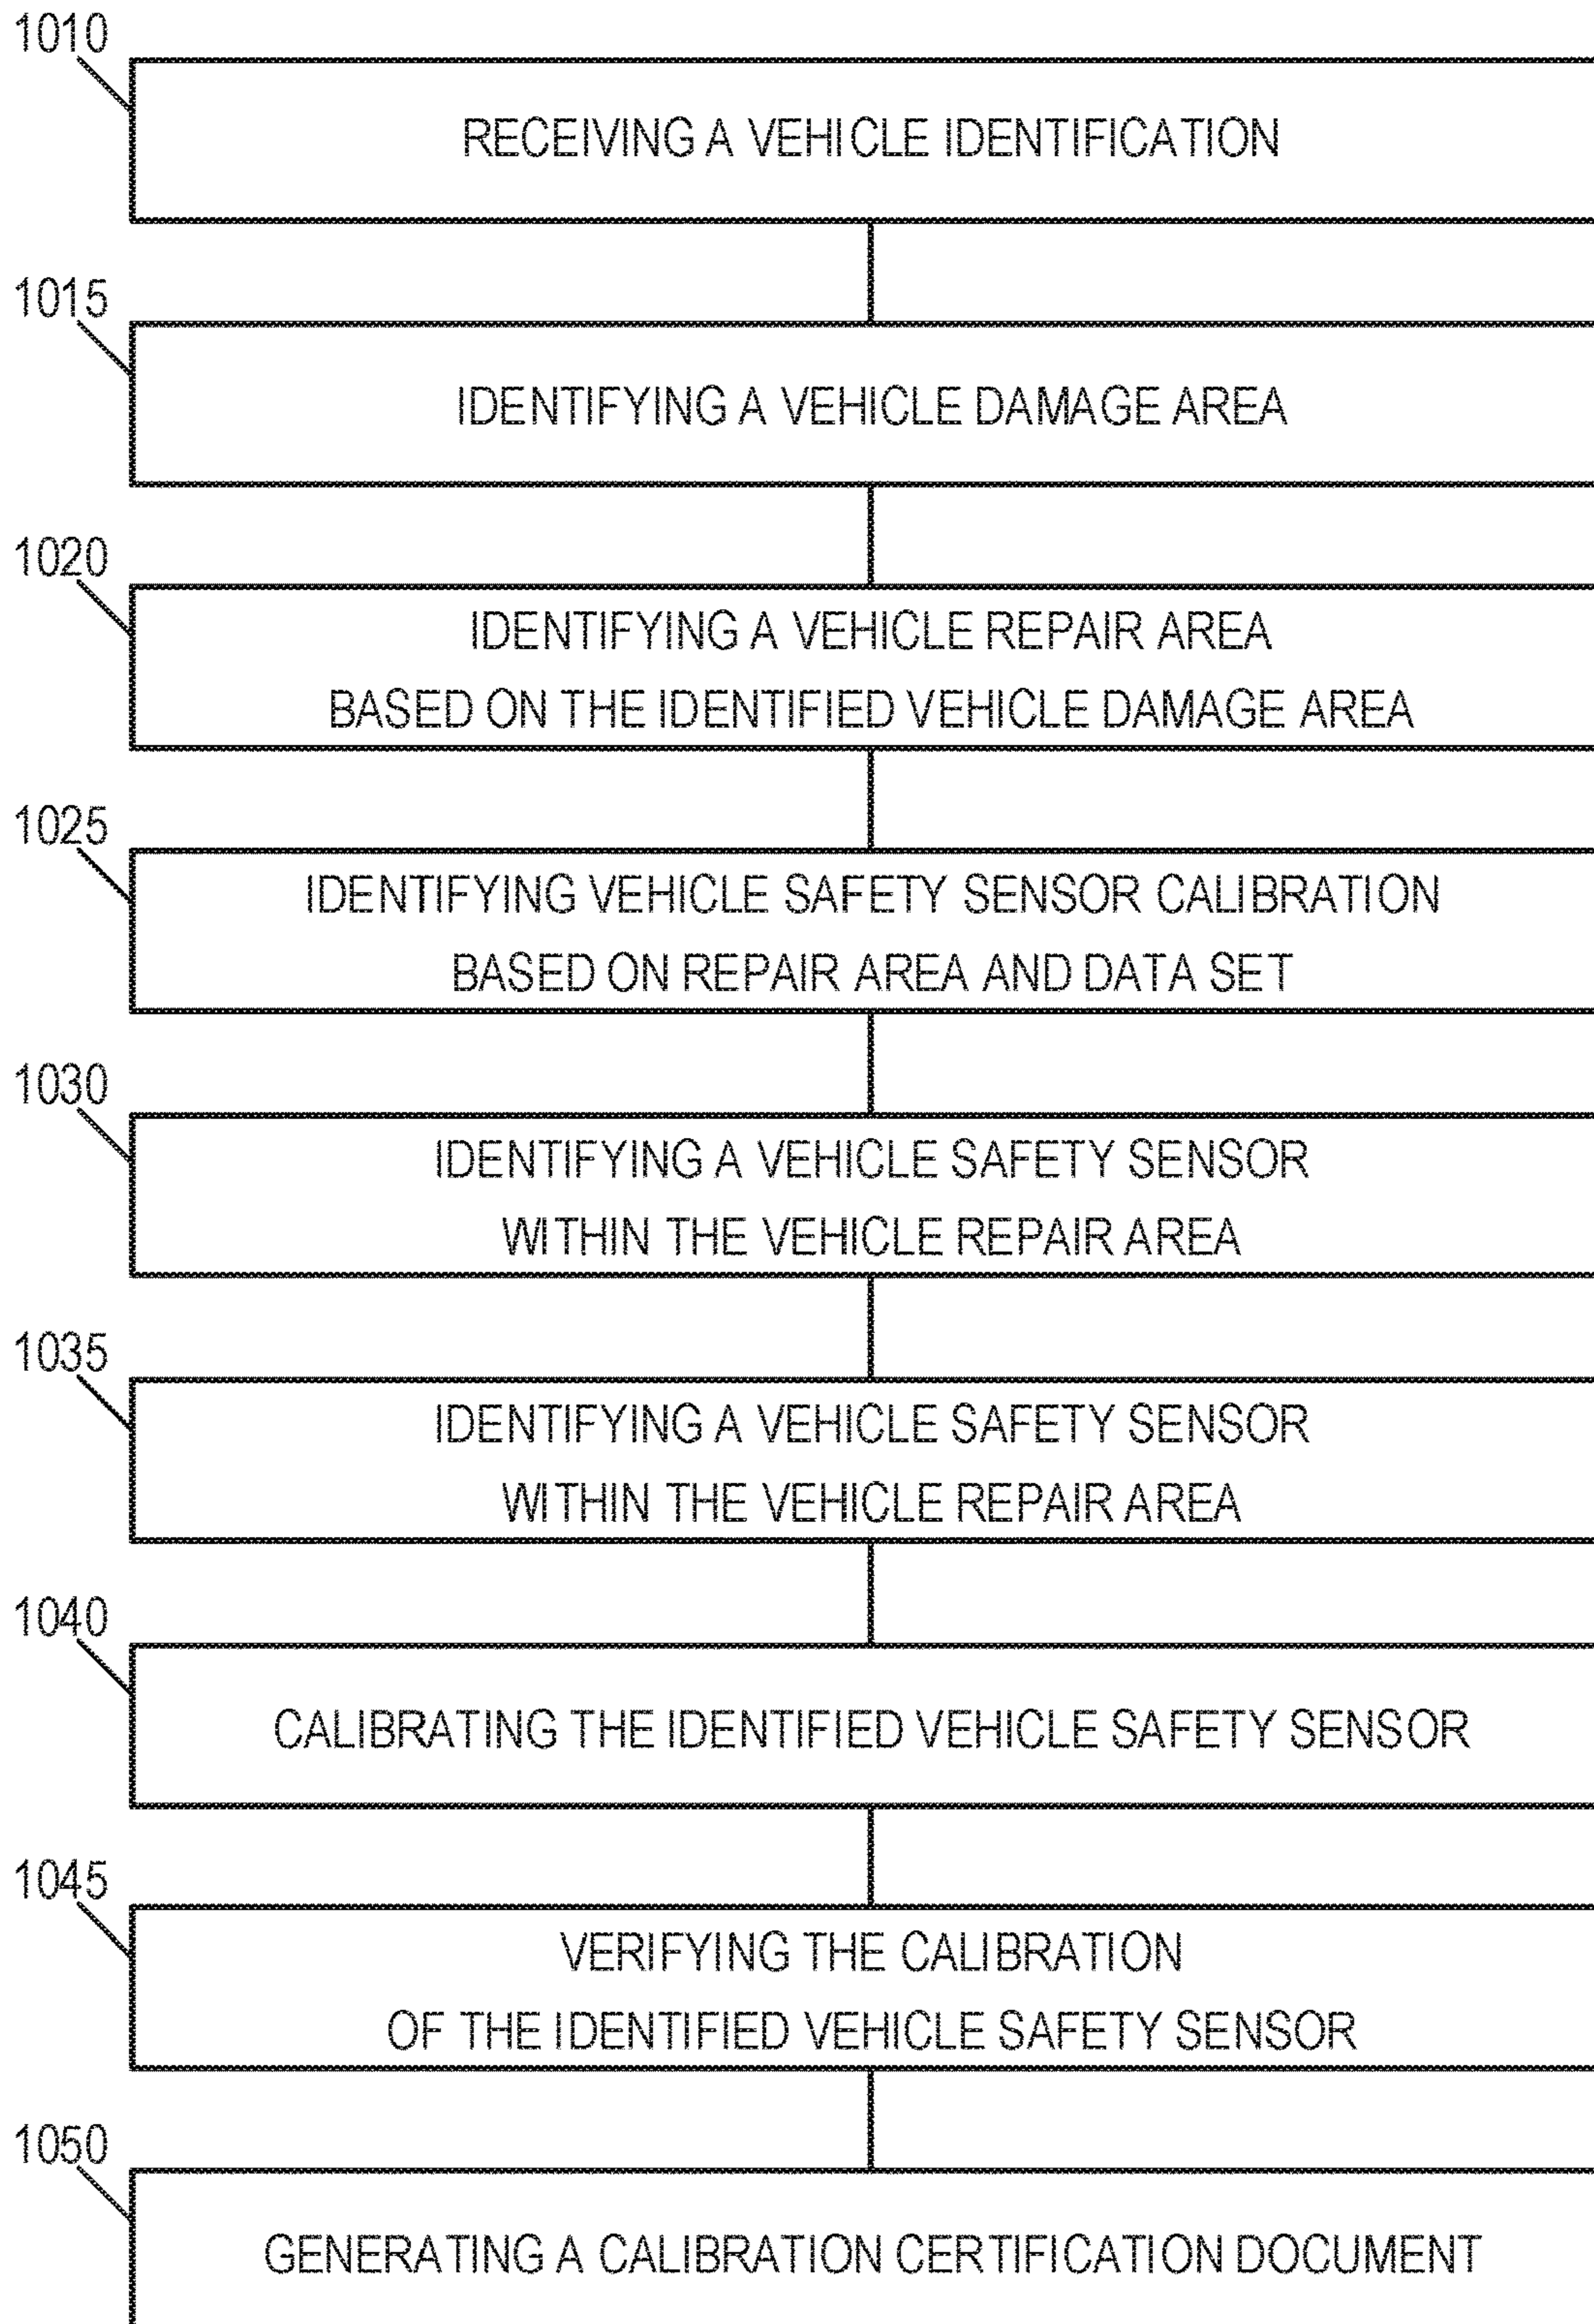 1010
RECEIVING A VEHICLE IDENTIFICATION
1015
IDENTIFYING A VEHICLE DAMAGE AREA
1020
IDENTIFYING A VEHICLE REPAIR AREA
BASED ON THE IDENTIFIED VEHICLE DAMAGE AREA
1025
IDENTIFYING VEHICLE SAFETY SENSOR CALIBRATION
BASED ON REPAIR AREA AND DATA SET
1030
IDENTIFYING A VEHICLE SAFETY SENSOR
WITHIN THE VEHICLE REPAIR AREA
1035
IDENTIFYING A VEHICLE SAFETY SENSOR
WITHIN THE VEHICLE REPAIR AREA
1040
CALIBRATING THE IDENTIFIED VEHICLE SAFETY SENSOR
1045
VERIFYING THE CALIBRATION
OF THE IDENTIFIED VEHICLE SAFETY SENSOR
1050
GENERATING A CALIBRATION CERTIFICATION DOCUMENT